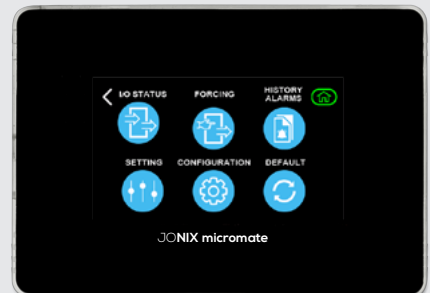 I/O STATUS
FORCING
HISTORY
ALARMS
SETTING
CONFIGURATION
DEFAULT
JONIX micromate